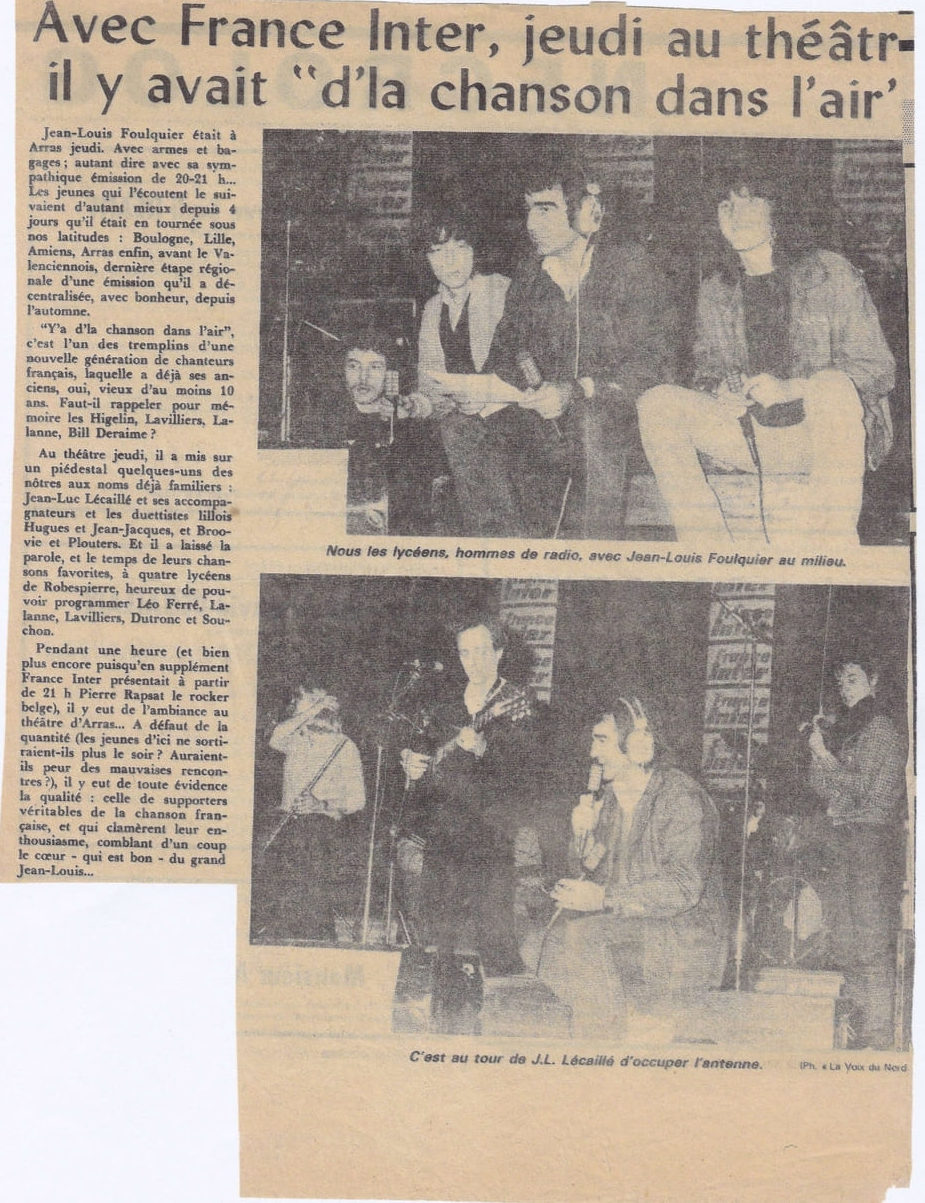 Avec France Inter, jeudi au théâtr
il y avait "d'la chanson dans l'air'
Jean-Louis Foulquier était à
Arras jeudi. Avec armes et ba-
gages ; autant dire avec sa sym-
pathique émission de 20-21 h...
Les jeunes qui l'écoutent le sui-
vaient d'autant mieux depuis 4
jours qu'il était en tournée sous
nos latitudes : Boulogne, Lille,
Amiens, Arras enfin, avant le Va-
lenciennois, dernière étape régio-
nale d'une émission qu'il a dé-
centralisée, avec bonheur, depuis
l'automne.
"Y'a d'la chanson dans l'air",
c'est l'un des tremplins d'une
nouvelle génération de chanteurs
français, laquelle a déjà ses an-
ciens, oui, vieux d'au moins 10
ans. Faut-il rappeler pour mé-
moire les Higelin, Lavilliers, La-
lanne, Bill Deraime ?
Au théâtre jeudi, il a mis sur
un piédestal quelques-uns des
nôtres aux noms déjà familiers :
Jean-Luc Lécaillé et ses accompa-
gnateurs et les duettistes lillois
Hugues et Jean-Jacques, et Broo-
vie et Plouters. Et il a laissé la
parole, et le temps de leurs chan-
sons favorites, à quatre lycéens
de Robespierre, heureux de pou-
voir programmer Léo Ferré, La-
lanne, Lavilliers, Dutronc et Sou-
chon.
Pendant une heure (et bien
plus encore puisqu'en supplément
France Inter présentait à partir
de 21 h Pierre Rapsat le rocker
belge), il y eut de l'ambiance au
théâtre d'Arras... A défaut de la
quantité (les jeunes d'ici ne sorti-
raient-ils plus le soir ? Auraient-
ils peur des mauvaises rencon-
tres ?), il y eut de toute évidence
la qualité : celle de supporters
véritables de la chanson fran-
çaise, et qui clamèrent leur en-
thousiasme, comblant d'un coup
le cœur - qui est bon - du grand
Jean-Louis...
Nous les lycéens, hommes de radio, avec Jean-Louis Foulquier au milieu.
france
Inter
france
Inter
France
Inter
C'est au tour de J.L. Lécaillé d'occuper l'antenne.
(Ph. « La Voix du Nord